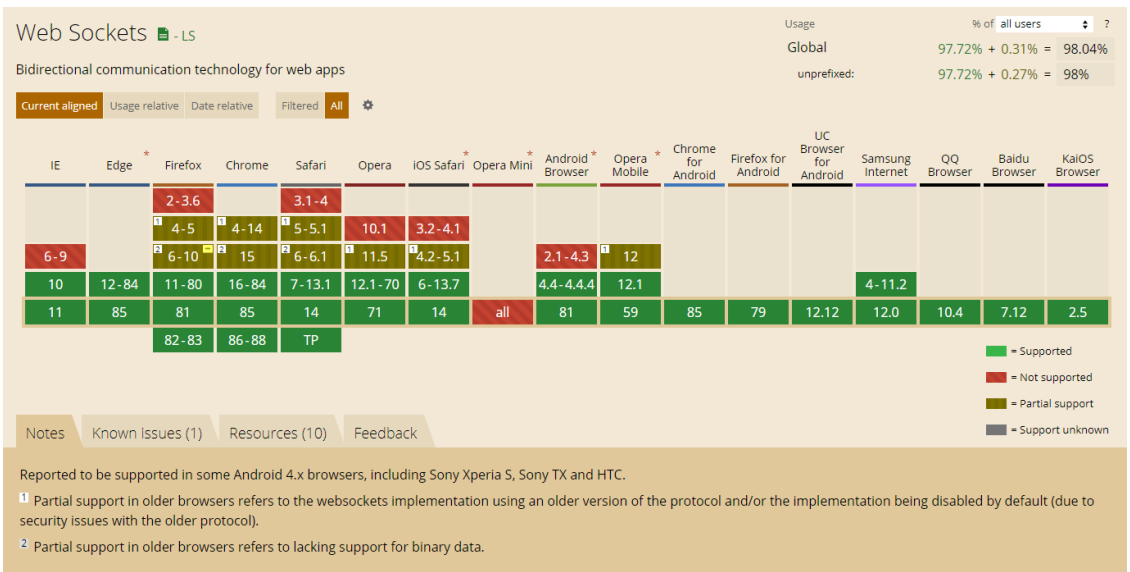 Web Sockets - LS
Usage
% of all users ?
Global
97.72% + 0.31% = 98.04%
Bidirectional communication technology for web apps
unprefixed:
97.72% + 0.27% = 98%
Current aligned Usage relative Date relative Filtered All
IE Edge * Firefox Chrome Safari * Opera iOS Safari * Opera Mini * Android Browser * Opera Mobile * Chrome for Android Firefox for Android UC Browser for Android Samsung Internet QQ Browser Baidu Browser KaiOS Browser
2-3.6 3.1-4
1 4-5 1 4-14 1 5-5.1 10.1 3.2-4.1
6-9 2 6-10 2 15 2 6-6.1 1 11.5 1 4.2-5.1 2.1-4.3 1 12
10 12-84 11-80 16-84 7-13.1 12.1-70 6-13.7 4.4-4.4.4 12.1 4-11.2
11 85 81 85 14 71 14 all 81 59 85 79 12.12 12.0 10.4 7.12 2.5
82-83 86-88 TP
= Supported
= Not supported
= Partial support
= Support unknown
Notes Known issues (1) Resources (10) Feedback
Reported to be supported in some Android 4.x browsers, including Sony Xperia S, Sony TX and HTC.
1 Partial support in older browsers refers to the websockets implementation using an older version of the protocol and/or the implementation being disabled by default (due to
security issues with the older protocol).
2 Partial support in older browsers refers to lacking support for binary data.